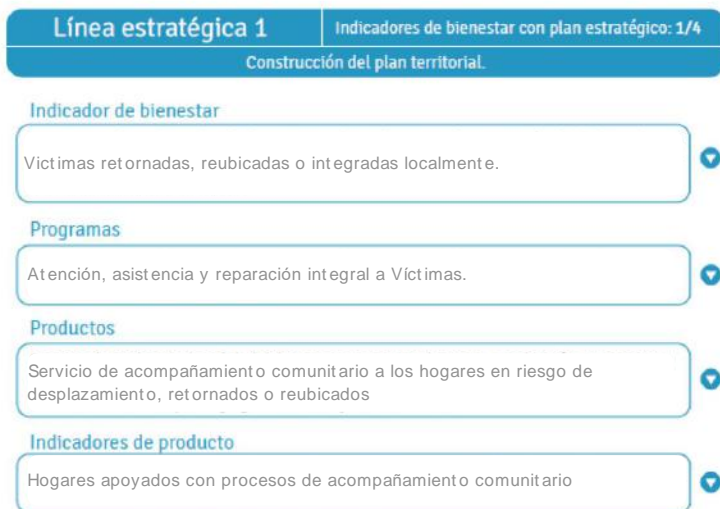 Línea estratégica 1
Indicadores de bienestar con plan estratégico: 1/4
Construcción del plan territorial.
Indicador de bienestar
Victimas retornadas, reubicadas o integradas localmente.
Programas
Atención, asistencia y reparación integral a Víctimas.
Productos
Servicio de acompañamiento comunitario a los hogares en riesgo de
desplazamiento, retornados o reubicados
Indicadores de producto
Hogares apoyados con procesos de acompañamiento comunitario